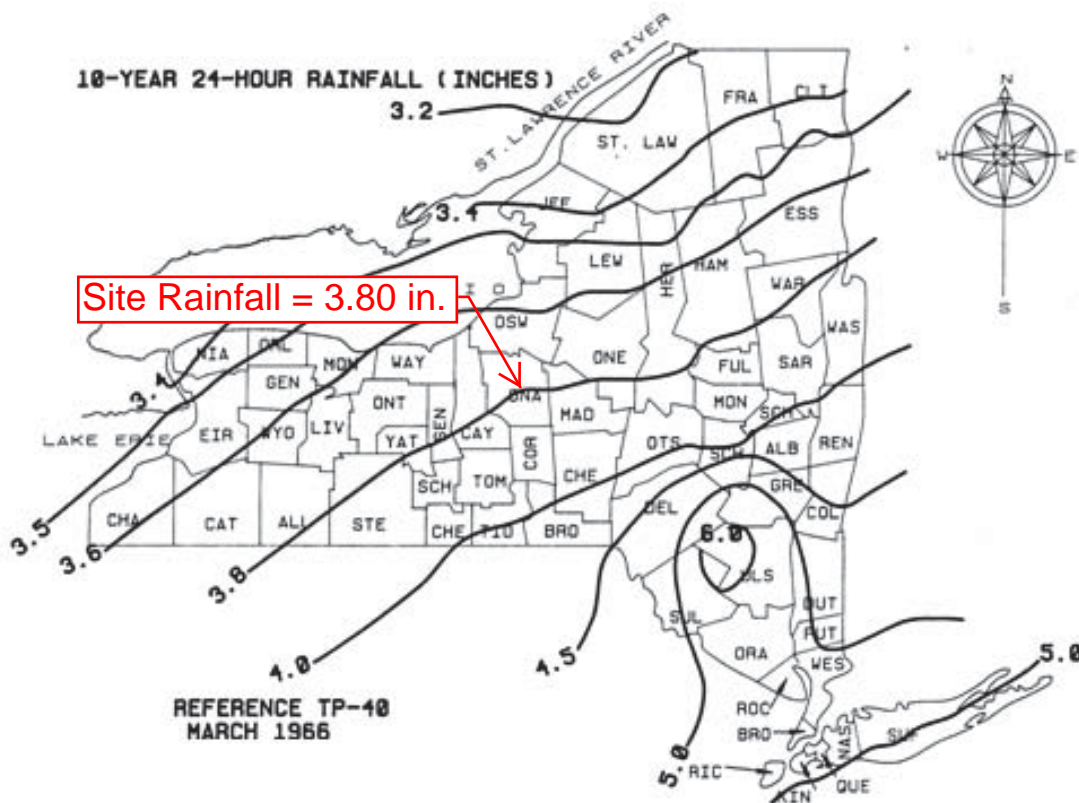 10-YEAR 24-HOUR RAINFALL (INCHES)
ST. LAWRENCE RIVER
3.2
FRA
CLI
N
W
E
S
ST. LAW
JEF
3.4
ESS
LEW
HER
HAM
WAR
WAS
Site Rainfall = 3.80 in.
I O
OSW
ONE
FUL
SAR
NIA
ORL
MON
WAY
GEN
ONA
MAD
MON
SCH
3.4
ONT
SEN
CAY
LAKE ERIE
EIR
WYO
LIV
YAT
COR
OTS
SCH
ALB
REN
SCH
TOM
CHE
DEL
GRE
COL
CHA
CAT
ALL
STE
CHE
TIO
BRO
3.5
3.6
3.8
4.0
4.5
6.0
ULS
SUL
DUT
PUT
ORA
WES
5.0
REFERENCE TP-40
MARCH 1966
ROC
BRO
NAS
SUF
5.0
RIC
KIN
QUE